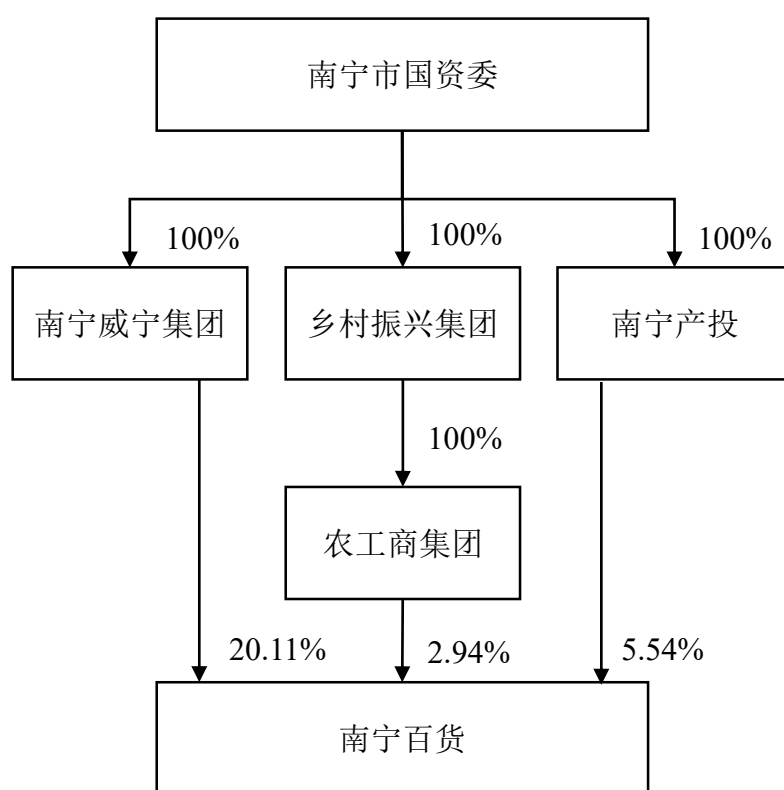 南宁市国资委
100%
100%
100%
南宁威宁集团
乡村振兴集团
南宁产投
100%
农工商集团
20.11%
2.94%
5.54%
南宁百货